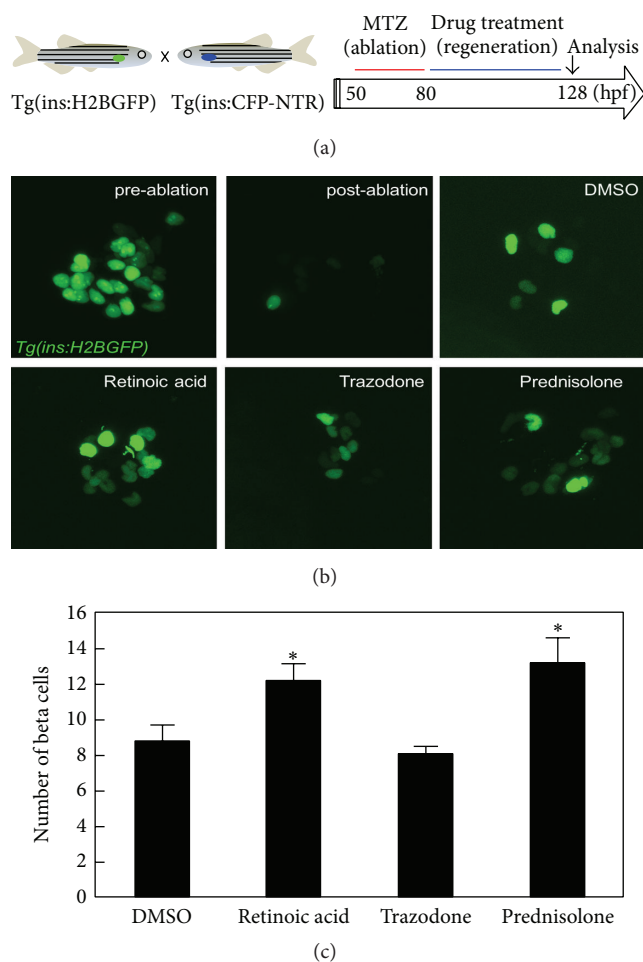 MTZ
(ablation)
Drug treatment
(regeneration)
Analysis
x
Tg(ins:H2BGFP)
Tg(ins:CFP-NTR)
50
80
128 (hpf)
(a)
pre-ablation
post-ablation
DMSO
Tg(ins:H2BGFP)
Retinoic acid
Trazodone
Prednisolone
(b)
16
14
12
10
8
6
4
2
0
Number of beta cells
*
*
DMSO
Retinoic acid
Trazodone
Prednisolone
(c)